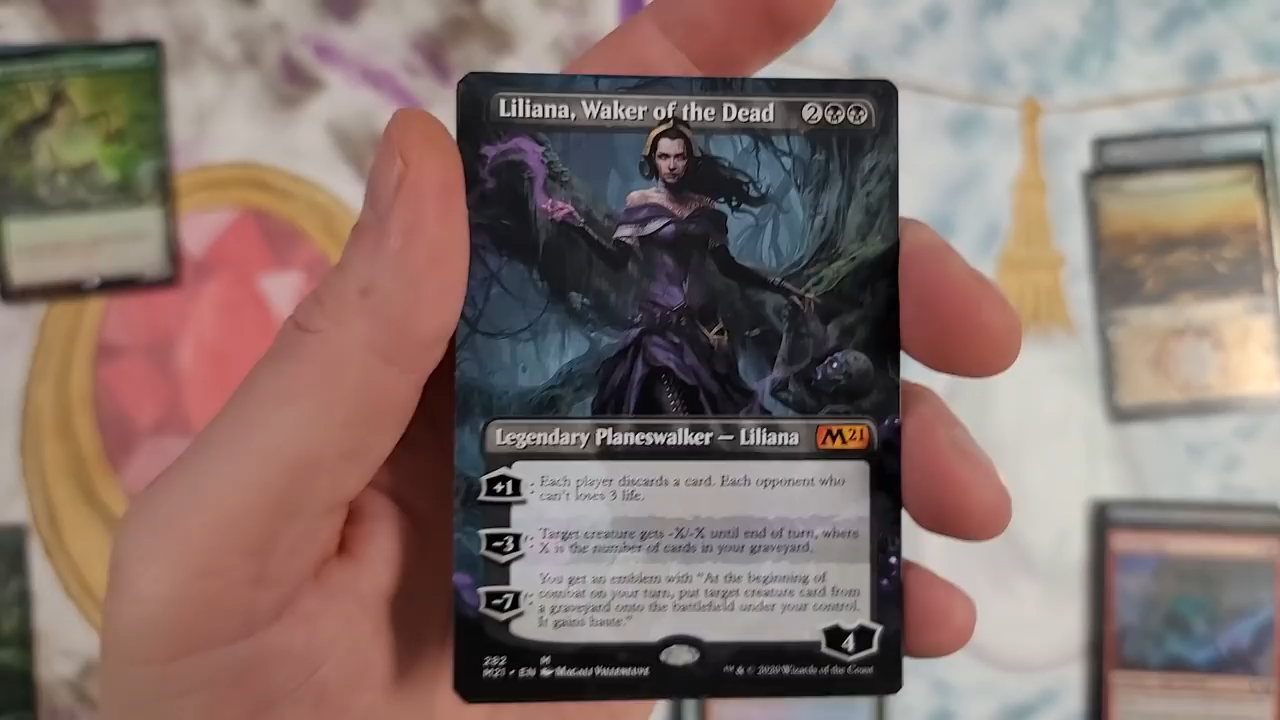 Liliana, Waker of the Dead 2
Legendary Planeswalker — Liliana M21
+1 : Each player discards a card. Each opponent who
can't loses 3 life.
-3 : Target creature gets -X/-X until end of turn, where
X is the number of cards in your graveyard.
You get an emblem with "At the beginning of
-7 : combat on your turn, put target creature card from
a graveyard onto the battlefield under your control.
It gains haste."
4
282 M
M21 • EN Magali Villeneuve
™ & © 2020 Wizards of the Coast